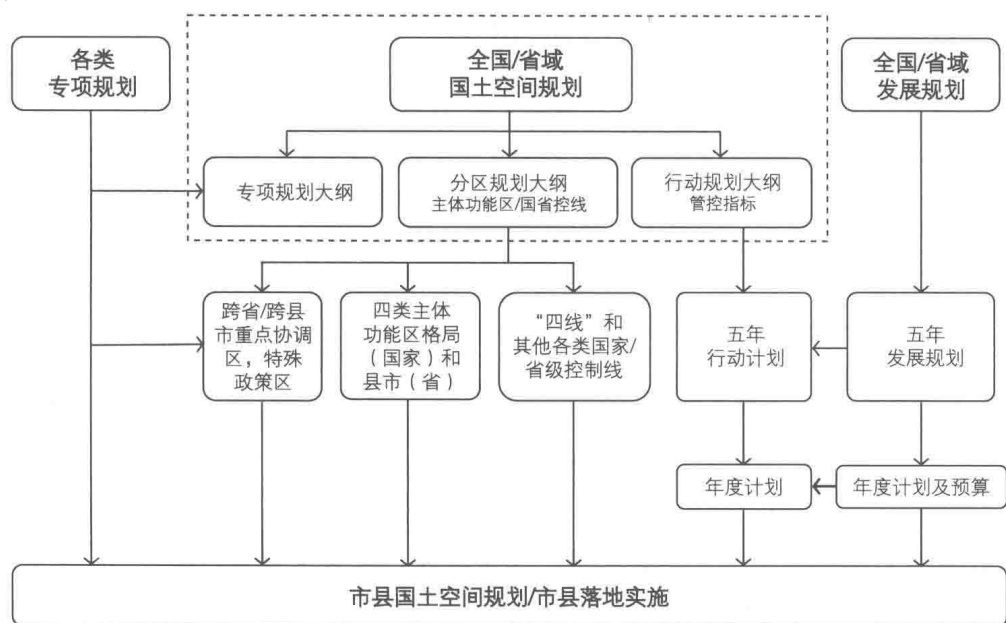 各类
专项规划
全国/省域
国土空间规划
全国/省域
发展规划
专项规划大纲
分区规划大纲
主体功能区/国省控线
行动规划大纲
管控指标
跨省/跨县
市重点协调
区，特殊
政策区
四类主体
功能区格局
（国家）和
县市（省）
“四线”和
其他各类国家/
省级控制线
五年
行动计划
五年
发展规划
年度计划
年度计划及预算
市县国土空间规划/市县落地实施